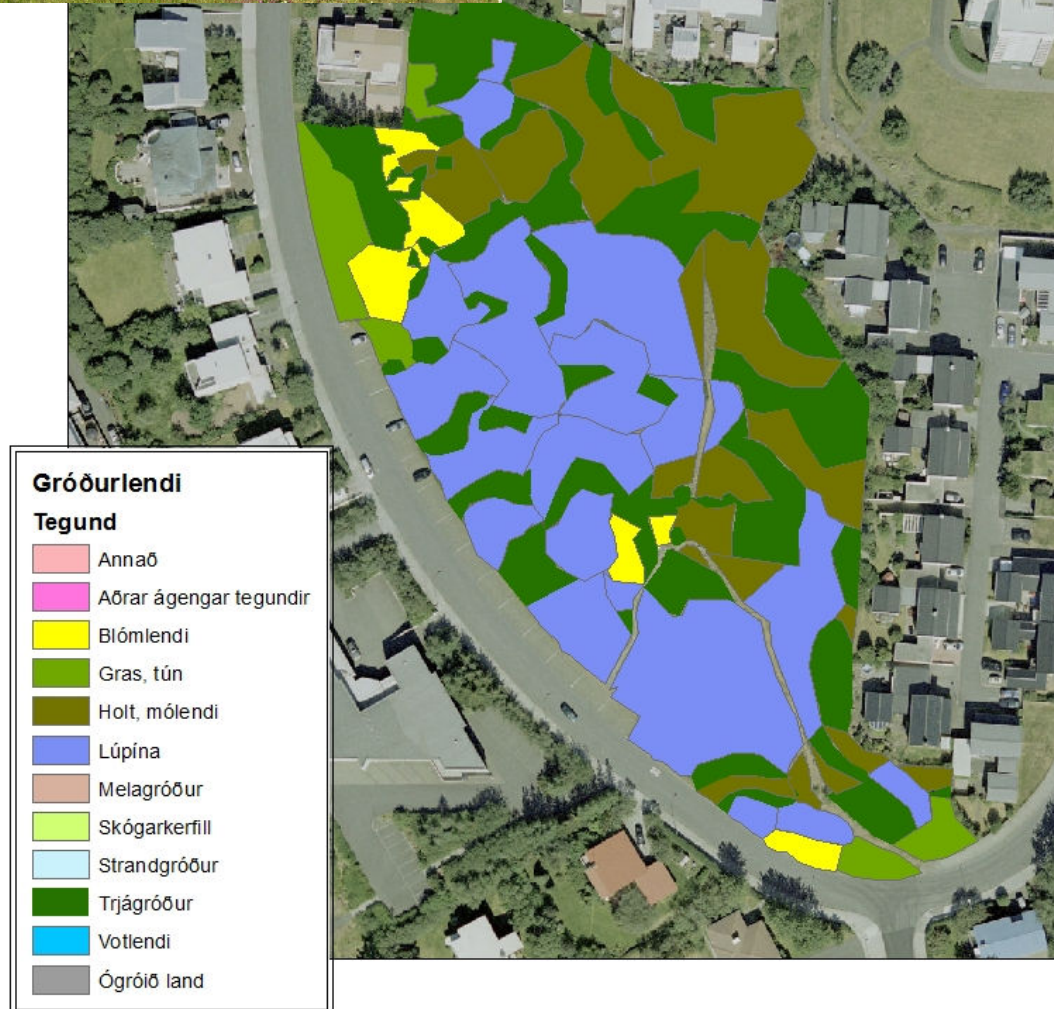 Gróðurlendi
Tegund
Annað
Aðrar ágengar tegundir
Blómlendi
Gras, tún
Holt, mólendi
Lúpína
Melagróður
Skógarkerfill
Strandgróður
Trjágróður
Votlendi
Ógróið land